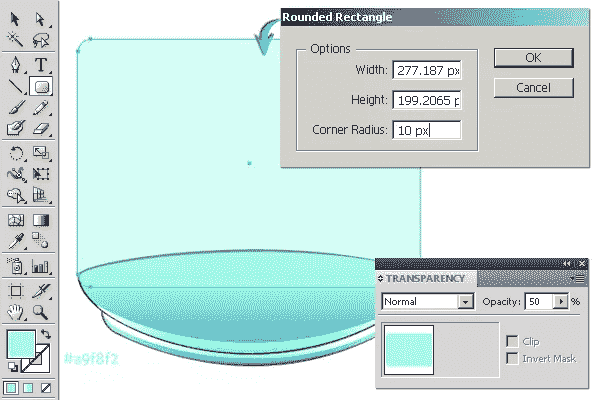 Rounded Rectangle
Options
Width: 277.187 px
Height: 199.2065 p
Corner Radius: 10 px
OK
Cancel
TRANSPARENCY
Normal
Opacity: 50 %
Clip
Invert Mask
T
#a9f8f2